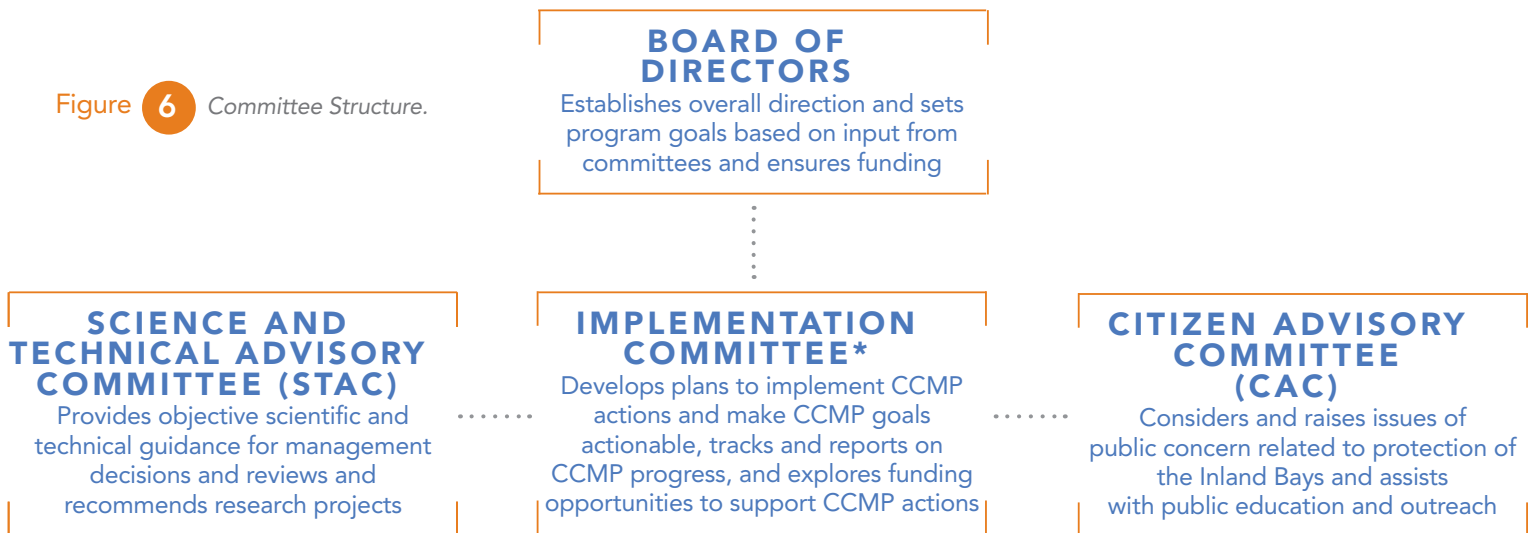 Figure 6 Committee Structure.
BOARD OF
DIRECTORS
Establishes overall direction and sets
program goals based on input from
committees and ensures funding
SCIENCE AND
TECHNICAL ADVISORY
COMMITTEE (STAC)
Provides objective scientific and
technical guidance for management
decisions and reviews and
recommends research projects
IMPLEMENTATION
COMMITTEE*
Develops plans to implement CCMP
actions and make CCMP goals
actionable, tracks and reports on
CCMP progress, and explores funding
opportunities to support CCMP actions
CITIZEN ADVISORY
COMMITTEE
(CAC)
Considers and raises issues of
public concern related to protection of
the Inland Bays and assists
with public education and outreach